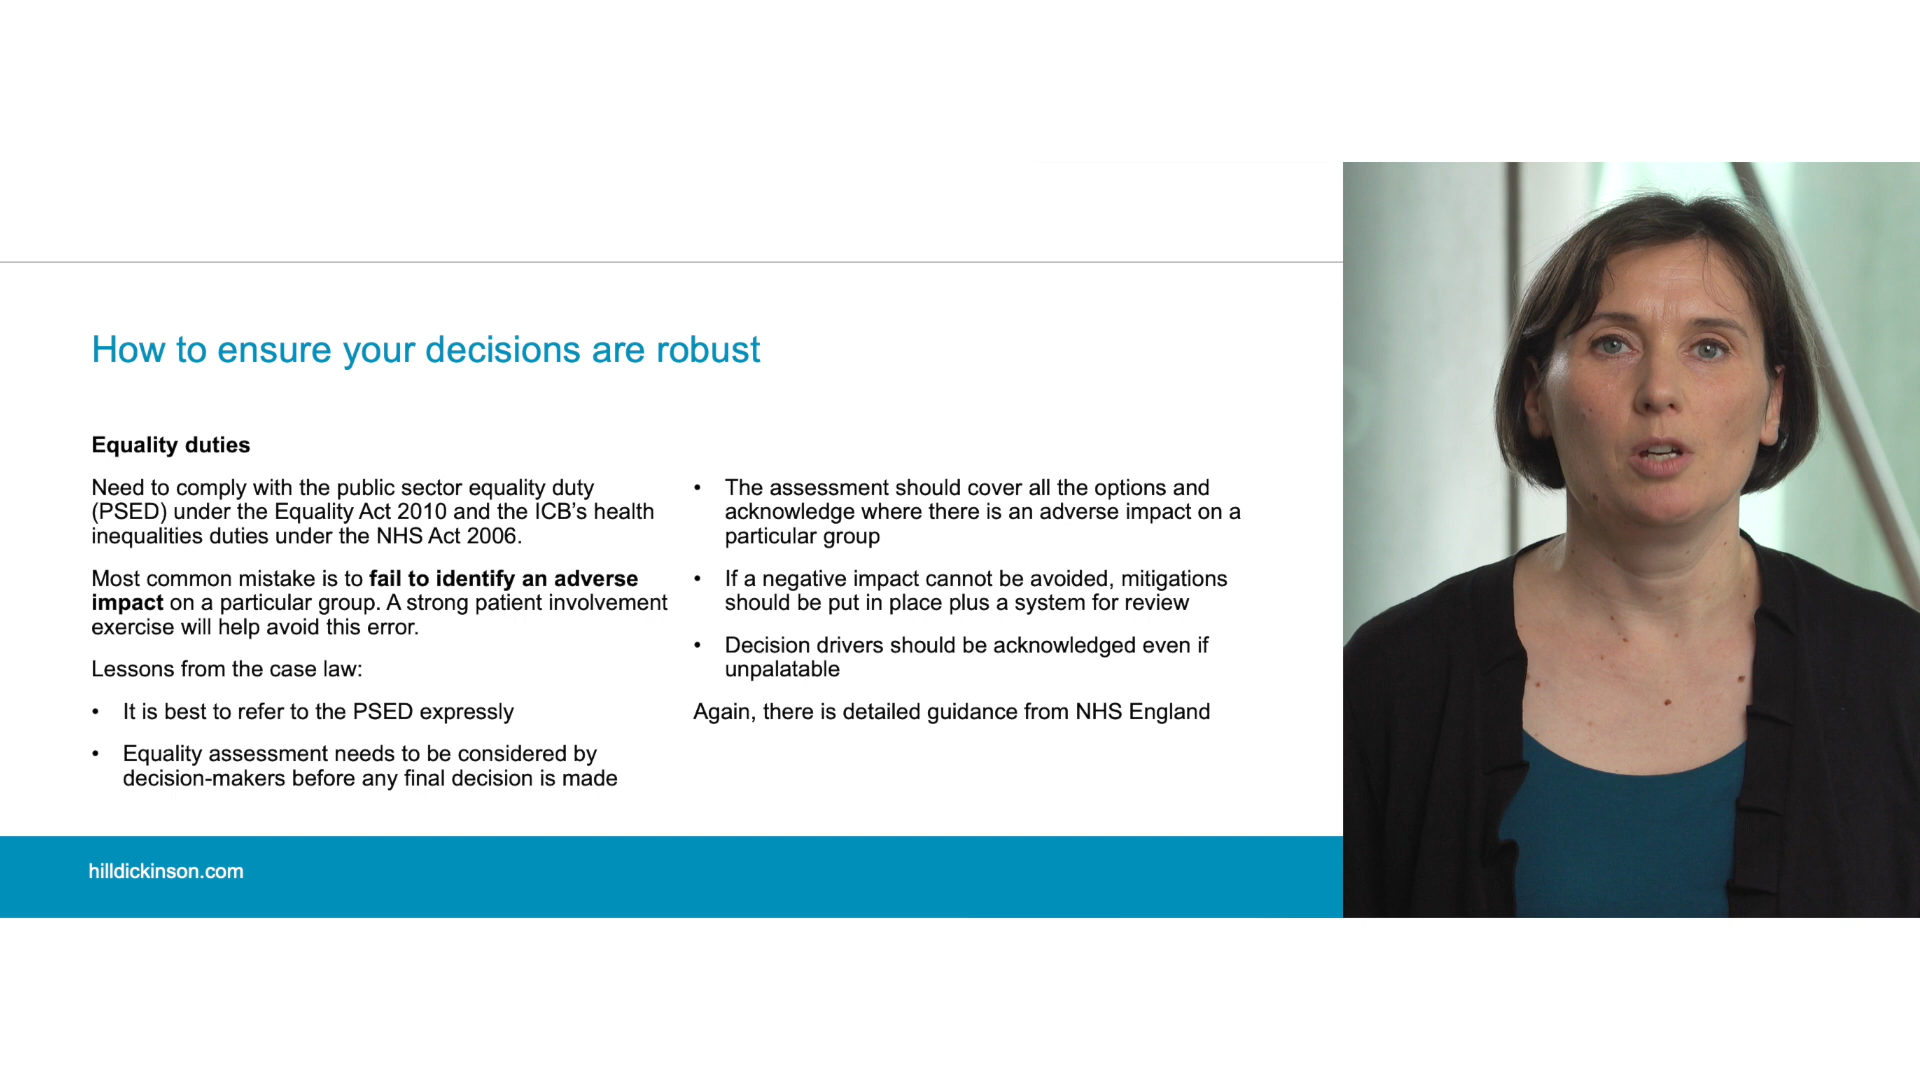 How to ensure your decisions are robust
Equality duties
Need to comply with the public sector equality duty
(PSED) under the Equality Act 2010 and the ICB’s health
inequalities duties under the NHS Act 2006.
Most common mistake is to fail to identify an adverse
impact on a particular group. A strong patient involvement
exercise will help avoid this error.
Lessons from the case law:
• It is best to refer to the PSED expressly
• Equality assessment needs to be considered by
decision-makers before any final decision is made
• The assessment should cover all the options and
acknowledge where there is an adverse impact on a
particular group
• If a negative impact cannot be avoided, mitigations
should be put in place plus a system for review
• Decision drivers should be acknowledged even if
unpalatable
Again, there is detailed guidance from NHS England
hilldickinson.com